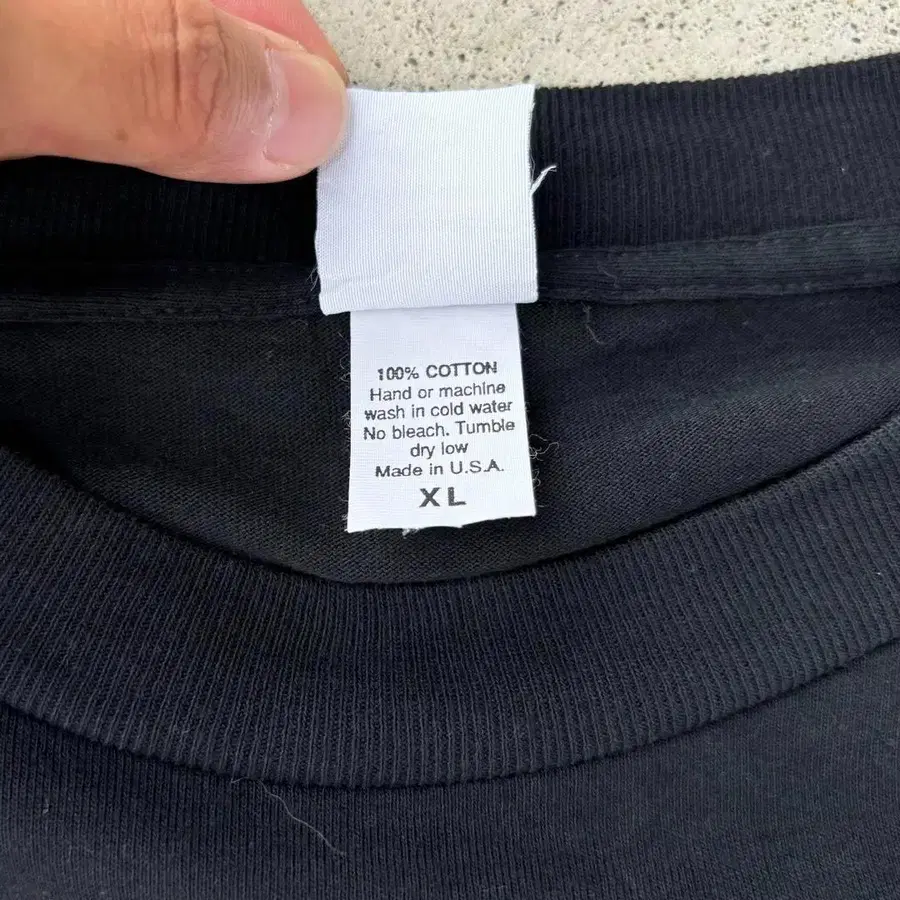 100% COTTON
Hand or machine
wash in cold water
No bleach. Tumble
dry low
Made in U.S.A.
XL